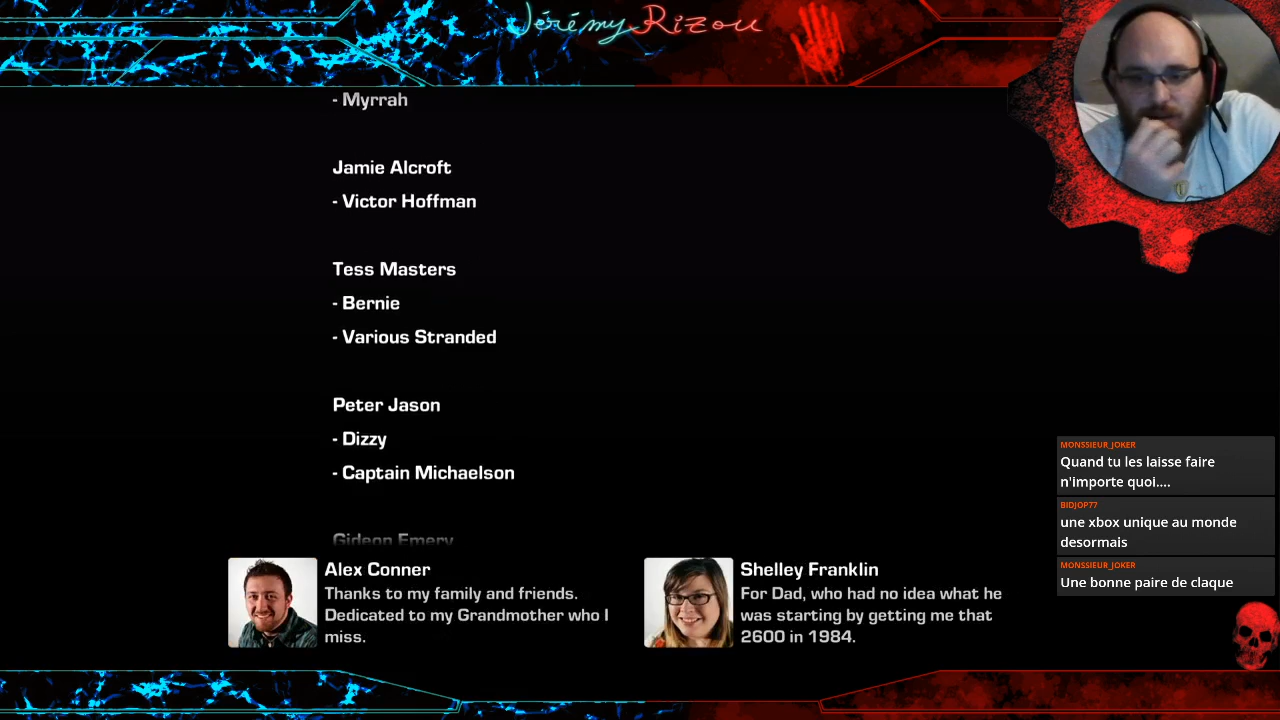 Jérémy Rizou
- Myrrah
Jamie Alcroft
- Victor Hoffman
Tess Masters
- Bernie
- Various Stranded
Peter Jason
- Dizzy
- Captain Michaelson
Gideon Emery
Alex Conner
Thanks to my family and friends.
Dedicated to my Grandmother who I
miss.
Shelley Franklin
For Dad, who had no idea what he
was starting by getting me that
2600 in 1984.
MONSSIEUR_JOKER
Quand tu les laisse faire
n'importe quoi....
BIDJOP77
une xbox unique au monde
desormais
MONSSIEUR_JOKER
Une bonne paire de claque